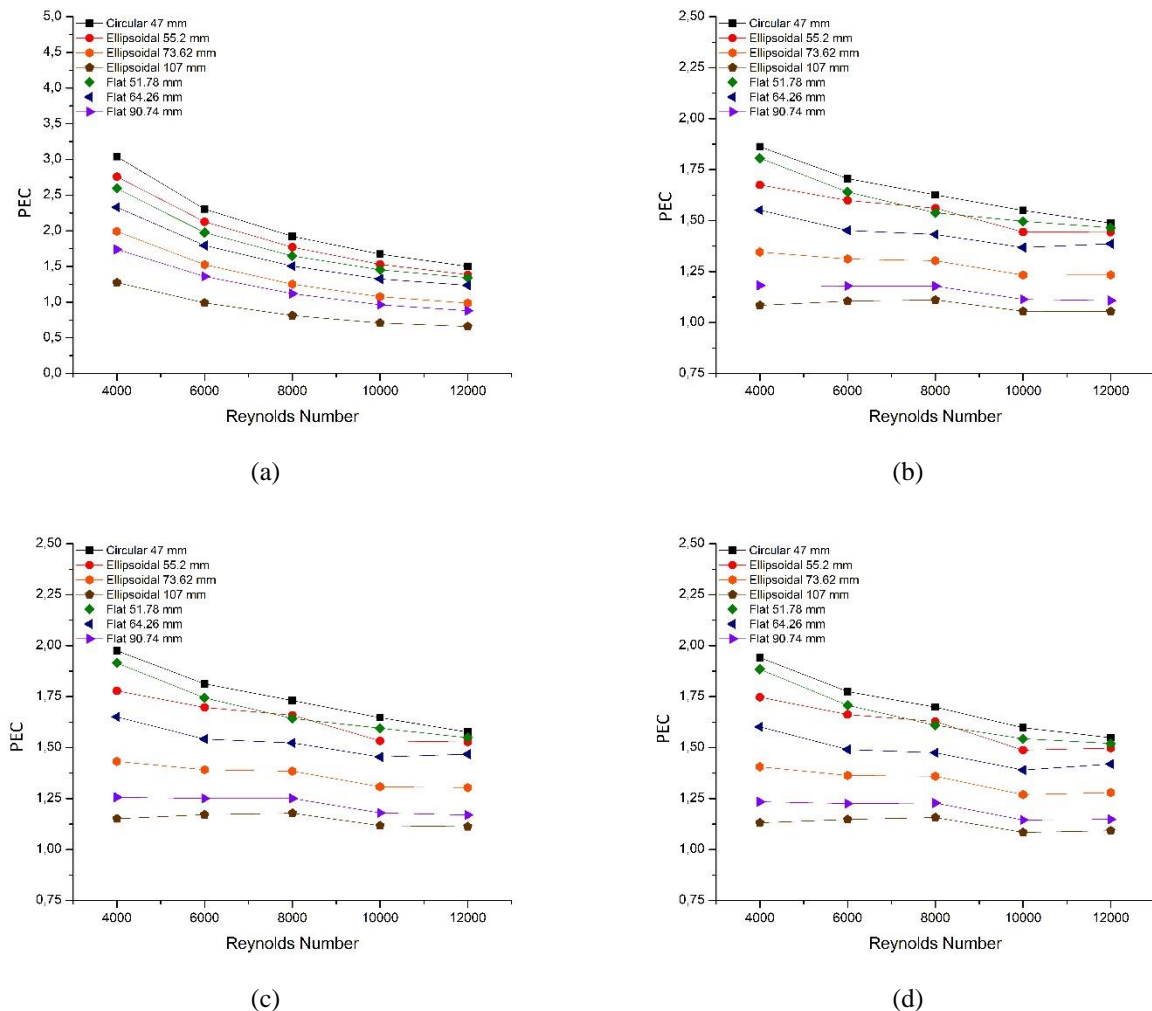 5,0
4,5
4,0
3,5
3,0
2,5
2,0
1,5
1,0
0,5
0,0
PEC
Circular 47 mm
Ellipsoidal 55.2 mm
Ellipsoidal 73.62 mm
Ellipsoidal 107 mm
Flat 51.78 mm
Flat 64.26 mm
Flat 90.74 mm
4000 6000 8000 10000 12000
Reynolds Number
(a)
2,50
2,25
2,00
1,75
1,50
1,25
1,00
0,75
PEC
Circular 47 mm
Ellipsoidal 55.2 mm
Ellipsoidal 73.62 mm
Ellipsoidal 107 mm
Flat 51.78 mm
Flat 64.26 mm
Flat 90.74 mm
4000 6000 8000 10000 12000
Reynolds Number
(b)
2,50
2,25
2,00
1,75
1,50
1,25
1,00
0,75
PEC
Circular 47 mm
Ellipsoidal 55.2 mm
Ellipsoidal 73.62 mm
Ellipsoidal 107 mm
Flat 51.78 mm
Flat 64.26 mm
Flat 90.74 mm
4000 6000 8000 10000 12000
Reynolds Number
(c)
2,50
2,25
2,00
1,75
1,50
1,25
1,00
0,75
PEC
Circular 47 mm
Ellipsoidal 55.2 mm
Ellipsoidal 73.62 mm
Ellipsoidal 107 mm
Flat 51.78 mm
Flat 64.26 mm
Flat 90.74 mm
4000 6000 8000 10000 12000
Reynolds Number
(d)